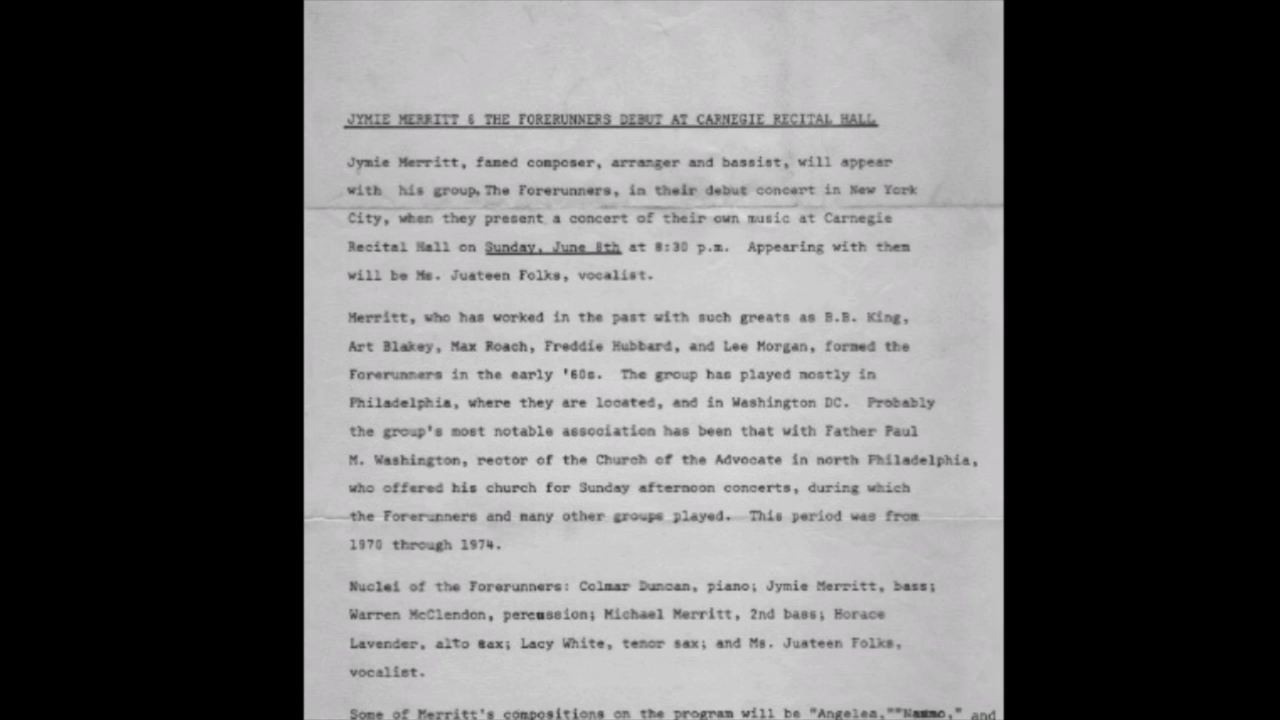 JYMIE MERRITT & THE FORERUNNERS DEBUT AT CARNEGIE RECITAL HALL
Jymie Merritt, famed composer, arranger and bassist, will appear
with his group, The Forerunners, in their debut concert in New York
City, when they present a concert of their own music at Carnegie
Recital Hall on Sunday, June 8th at 8:30 p.m. Appearing with them
will be Ms. Juateen Folks, vocalist.
Merritt, who has worked in the past with such greats as B.B. King,
Art Blakey, Max Roach, Freddie Hubbard, and Lee Morgan, formed the
Forerunners in the early '60s. The group has played mostly in
Philadelphia, where they are located, and in Washington DC. Probably
the group's most notable association has been that with Father Paul
M. Washington, rector of the Church of the Advocate in north Philadelphia,
who offered his church for Sunday afternoon concerts, during which
the Forerunners and many other groups played. This period was from
1970 through 1974.
Nuclei of the Forerunners: Colmar Duncan, piano; Jymie Merritt, bass;
Warren McClendon, percussion; Michael Merritt, 2nd bass; Horace
Lavender, alto sax; Lacy White, tenor sax; and Ms. Juateen Folks,
vocalist.
Some of Merritt's compositions on the program will be "Angelea," "Nommo," and